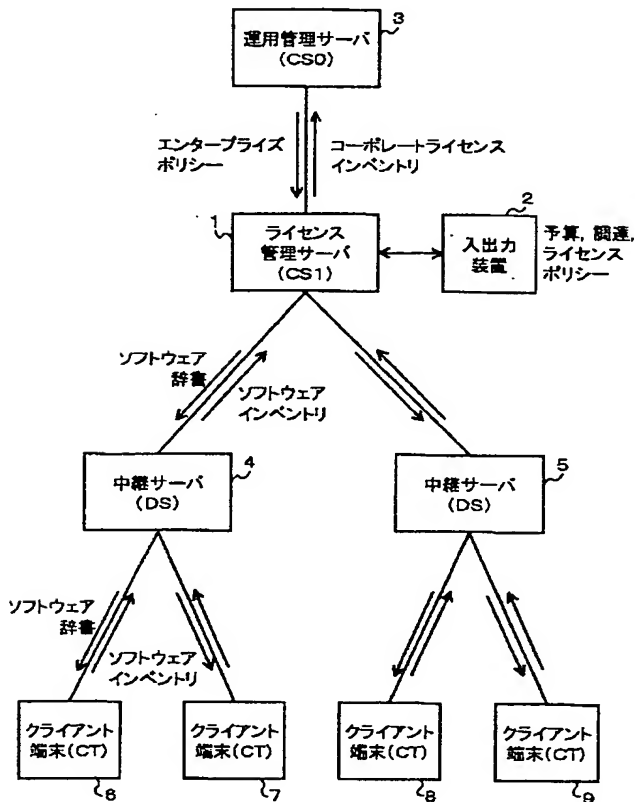 3
運用管理サーバ
(CS0)
エンタープライズ
ポリシー
コーポレートライセンス
インベントリ
1
ライセンス
管理サーバ
(CS1)
2
入出力
装置
予算, 調達,
ライセンス
ポリシー
ソフトウェア
辞書
ソフトウェア
インベントリ
4
中継サーバ
(DS)
5
中継サーバ
(DS)
ソフトウェア
辞書
ソフトウェア
インベントリ
クライアント
端末(CT)
6
クライアント
端末(CT)
7
クライアント
端末(CT)
8
クライアント
端末(CT)
9